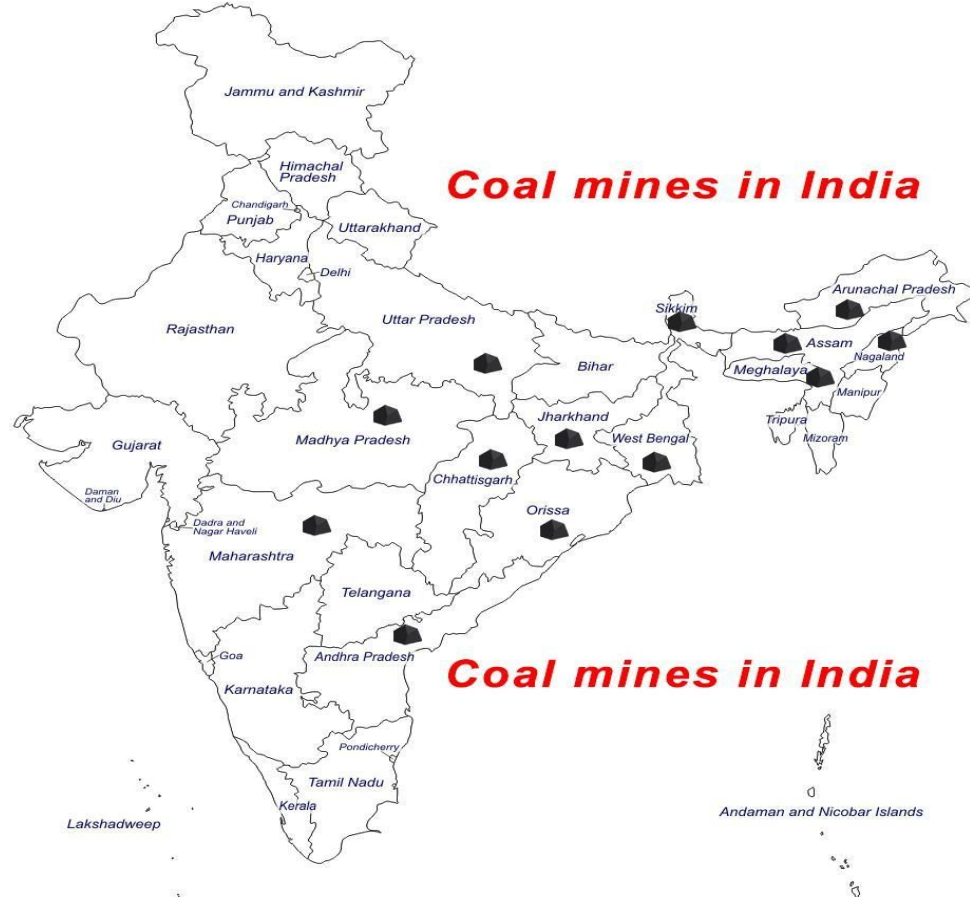 Jammu and Kashmir
Himachal
Pradesh
Coal mines in India
Chandigarh
Punjab
Uttarakhand
Haryana
Delhi
Arunachal Pradesh
Sikkim
Uttar Pradesh
Rajasthan
Assam
Nagaland
Bihar
Meghalaya
Manipur
Jharkhand
Tripura
West Bengal
Mizoram
Madhya Pradesh
Gujarat
Chhattisgarh
Daman
and Diu
Orissa
Dadra and
Nagar Haveli
Maharashtra
Telangana
Goa
Andhra Pradesh
Coal mines in India
Karnataka
Pondicherry
Tamil Nadu
Kerala
Andaman and Nicobar Islands
Lakshadweep